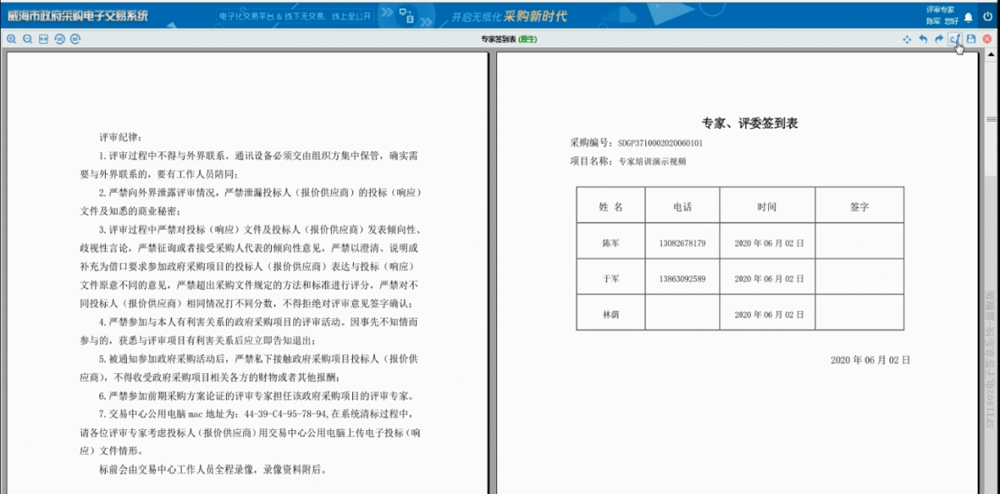 威海市政府采购电子交易系统
电子化交易平台 & 线下无交易、线上全公开
开启无纸化 采购新时代
评审专家
陈军 您好
专家签到表 (原生)
评审纪律：
1.评审过程中不得与外界联系。通讯设备必须交由组织方集中保管，确实需
要与外界联系的，要有工作人员陪同；
2.严禁向外界泄露评审情况，严禁泄漏投标人（报价供应商）的投标（响应）
文件及知悉的商业秘密；
3.评审过程中严禁对投标（响应）文件及投标人（报价供应商）发表倾向性、
歧视性言论，严禁征询或者接受采购人代表的倾向性意见，严禁以澄清、说明或
补充为借口要求参加政府采购项目的投标人（报价供应商）表达与投标（响应）
文件原意不同的意见，严禁超出采购文件规定的方法和标准进行评分，严禁对不
同投标人（报价供应商）相同情况打不同分数，不得拒绝对评审意见签字确认；
4.严禁参加与本人有利害关系的政府采购项目的评审活动。因事先不知情而
参与的，获悉与评审项目有利害关系后应立即告知退出；
5.被通知参加政府采购活动后，严禁私下接触政府采购项目投标人（报价供
应商），不得收受政府采购项目相关各方的财物或者其他报酬；
6.严禁参加前期采购方案论证的评审专家担任该政府采购项目的评审专家。
7.交易中心公用电脑 mac 地址为：44-39-C4-95-78-94,在系统清标过程中，
请各位评审专家考虑投标人（报价供应商）用交易中心公用电脑上传电子投标（响
应）文件情形。
标前会由交易中心工作人员全程录像，录像资料附后。
专家、评委签到表
采购编号：SDGP3710002020060101
项目名称：专家培训演示视频
姓 名 电话 时间 签字
陈军 13082678179 2020 年 06 月 02 日
于军 13863092589 2020 年 06 月 02 日
林荫 2020 年 06 月 02 日
2020 年 06 月 02 日